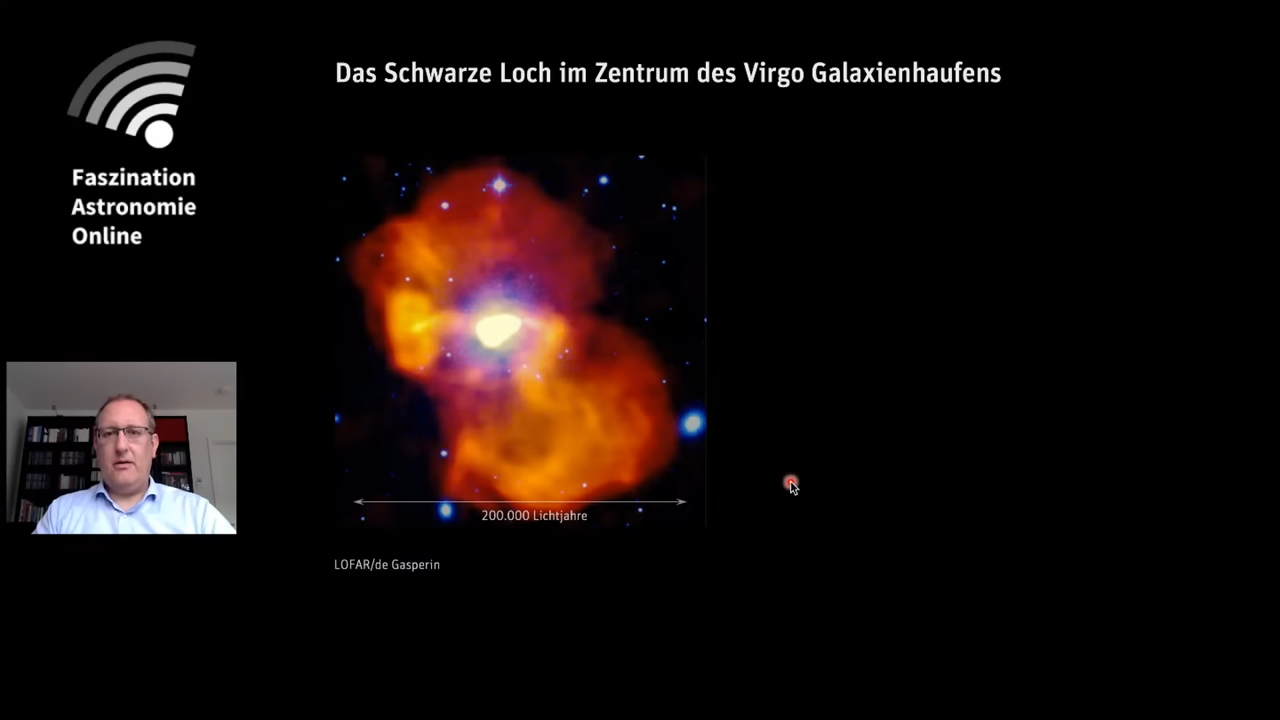 Das Schwarze Loch im Zentrum des Virgo Galaxienhaufens
Faszination
Astronomie
Online
200.000 Lichtjahre
LOFAR/de Gasperin